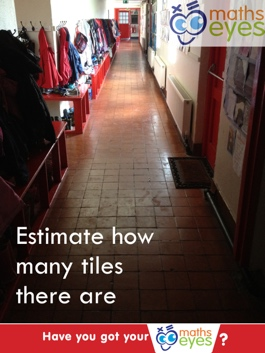 maths
eyes
Estimate how
many tiles
there are
Have you got your maths eyes ?